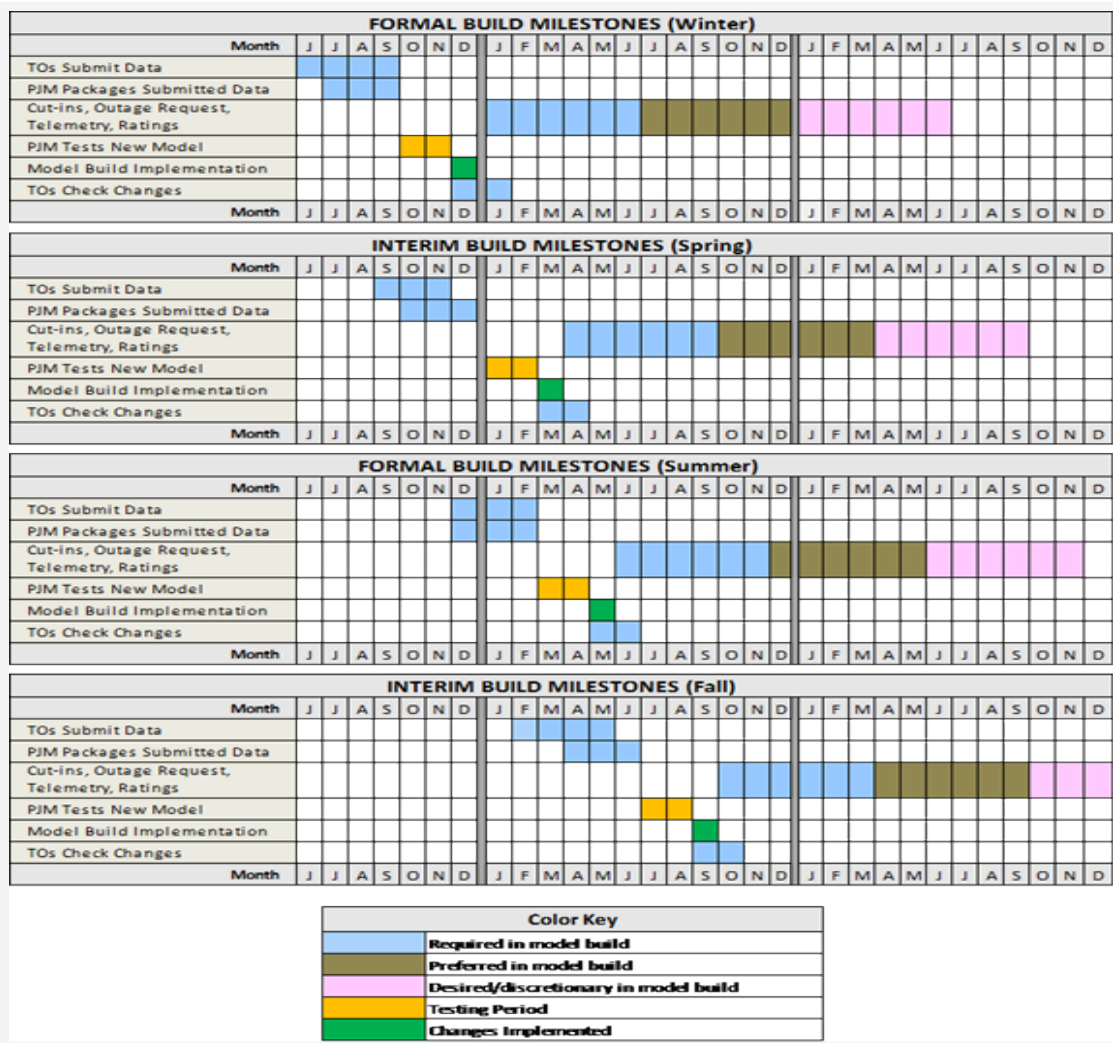 FORMAL BUILD MILESTONES (Winter)
Month J J A S O N D J F M A M J J A S O N D J F M A M J J A S O N D
TOs Submit Data
PJM Packages Submitted Data
Cut-ins, Outage Request,
Telemetry, Ratings
PJM Tests New Model
Model Build Implementation
TOs Check Changes
Month J J A S O N D J F M A M J J A S O N D J F M A M J J A S O N D
INTERIM BUILD MILESTONES (Spring)
Month J J A S O N D J F M A M J J A S O N D J F M A M J J A S O N D
TOs Submit Data
PJM Packages Submitted Data
Cut-ins, Outage Request,
Telemetry, Ratings
PJM Tests New Model
Model Build Implementation
TOs Check Changes
Month J J A S O N D J F M A M J J A S O N D J F M A M J J A S O N D
FORMAL BUILD MILESTONES (Summer)
Month J J A S O N D J F M A M J J A S O N D J F M A M J J A S O N D
TOs Submit Data
PJM Packages Submitted Data
Cut-ins, Outage Request,
Telemetry, Ratings
PJM Tests New Model
Model Build Implementation
TOs Check Changes
Month J J A S O N D J F M A M J J A S O N D J F M A M J J A S O N D
INTERIM BUILD MILESTONES (Fall)
Month J J A S O N D J F M A M J J A S O N D J F M A M J J A S O N D
TOs Submit Data
PJM Packages Submitted Data
Cut-ins, Outage Request,
Telemetry, Ratings
PJM Tests New Model
Model Build Implementation
TOs Check Changes
Month J J A S O N D J F M A M J J A S O N D J F M A M J J A S O N D
Color Key
Required in model build
Preferred in model build
Desired/discretionary in model build
Testing Period
Changes Implemented